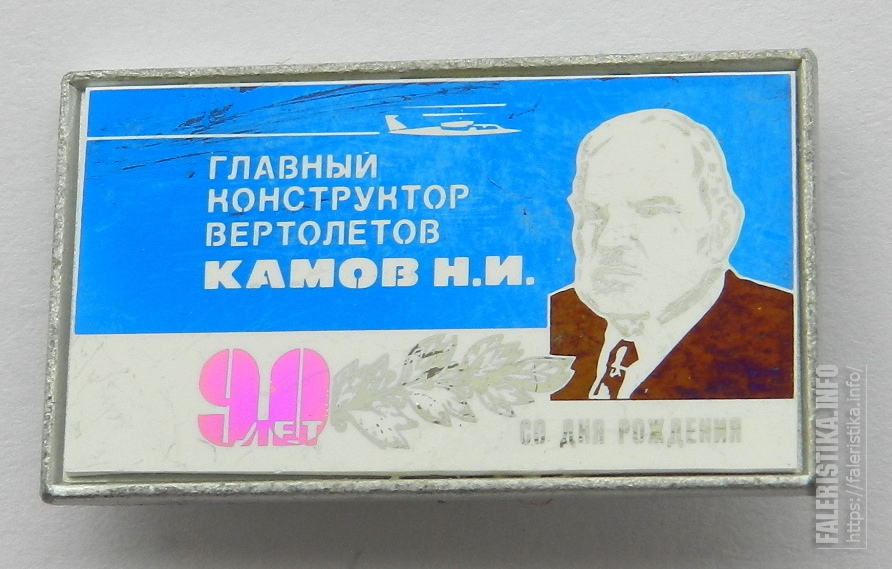 ГЛАВНЫЙ
КОНСТРУКТОР
ВЕРТОЛЕТОВ
КАМОВ Н.И.
90
ЛЕТ
СО ДНЯ РОЖДЕНИЯ
FALERISTIKA.INFO
https://faleristika.info/